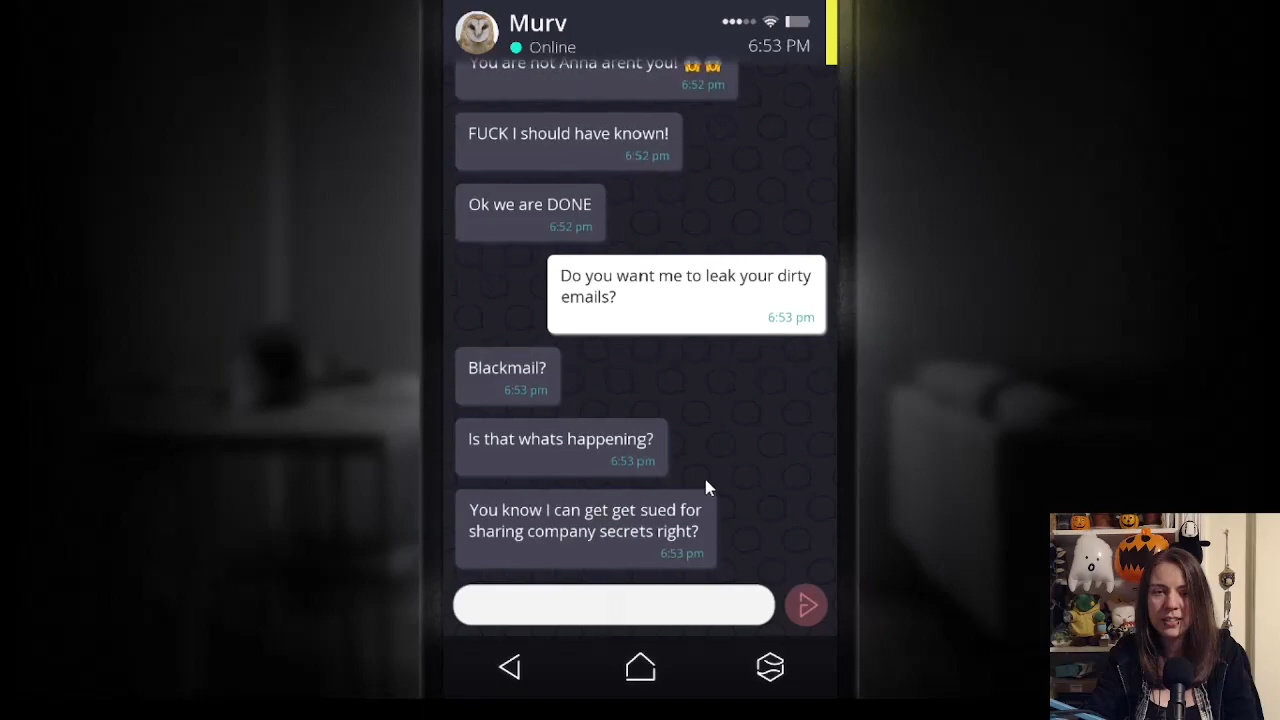 Murv
Online
6:53 PM
You are not Anna arent you! 🙀🙀
6:52 pm
FUCK I should have known!
6:52 pm
Ok we are DONE
6:52 pm
Do you want me to leak your dirty
emails?
6:53 pm
Blackmail?
6:53 pm
Is that whats happening?
6:53 pm
You know I can get get sued for
sharing company secrets right?
6:53 pm